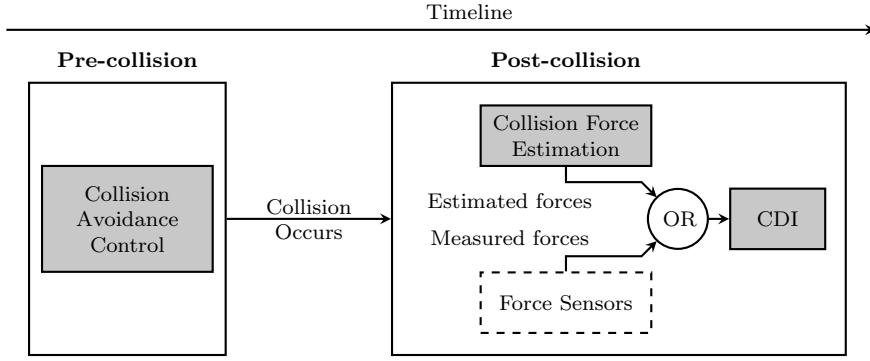 Timeline
Pre-collision
Post-collision
Collision
Avoidance
Control
Collision
Occurs
Collision Force
Estimation
Estimated forces
Measured forces
Force Sensors
OR
CDI